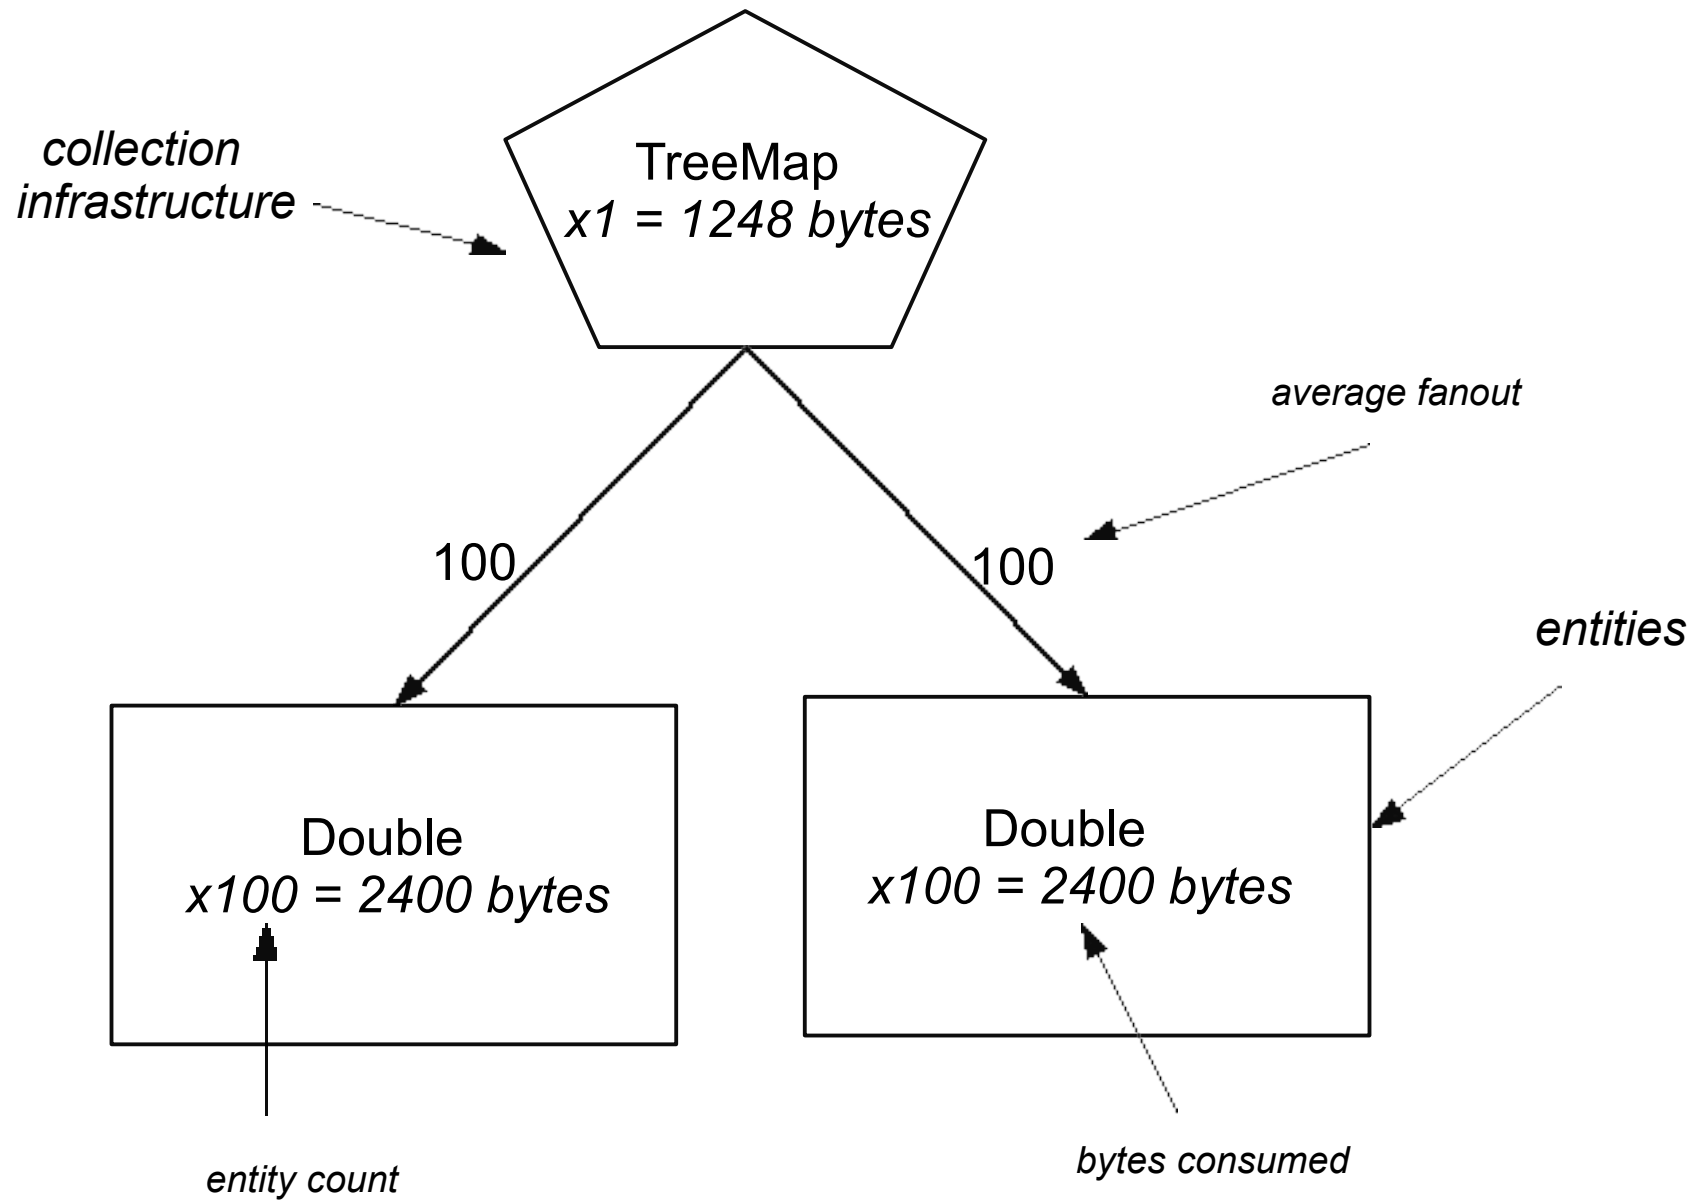 collection
infrastructure
TreeMap
x1 = 1248 bytes
average fanout
100
100
entities
Double
x100 = 2400 bytes
Double
x100 = 2400 bytes
entity count
bytes consumed